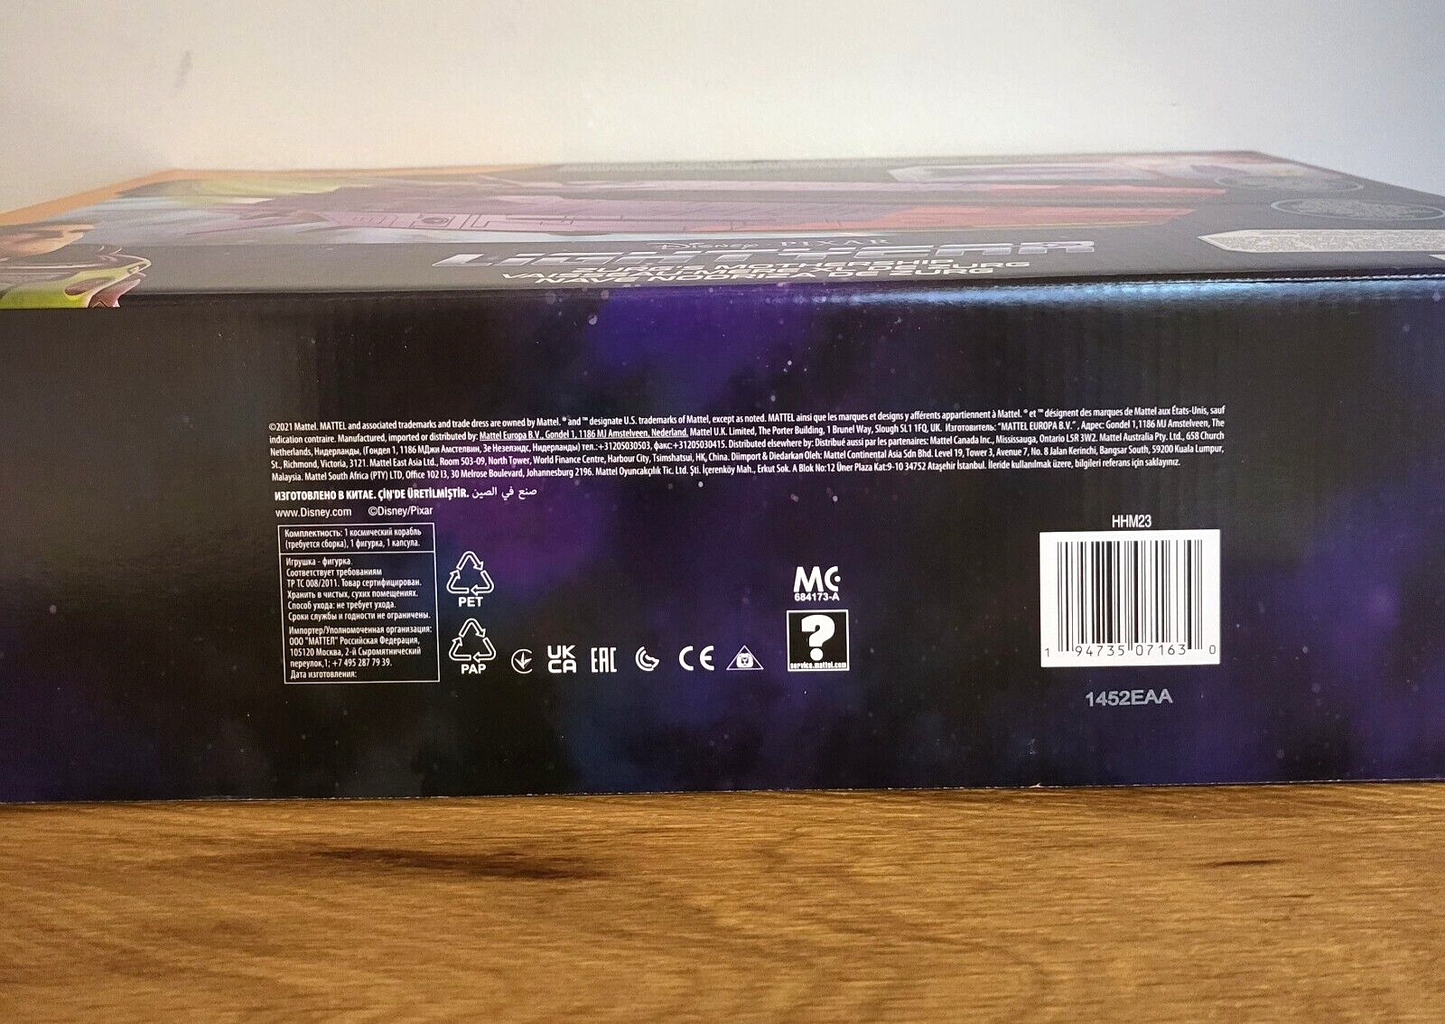 Disney PIXAR
LIGHTYEAR
NAVE NODRIZA DE ZURG
©2021 Mattel. MATTEL and associated trademarks and trade dress are owned by Mattel. ® and ™ designate U.S. trademarks of Mattel, except as noted. MATTEL ainsi que les marques et designs y afférents appartiennent à Mattel. ® et ™ désignent des marques de Mattel aux États-Unis, sauf
indication contraire. Manufactured, imported or distributed by: Mattel Europa B.V., Gondel 1, 1186 MJ Amstelveen, Nederland. Mattel U.K. Limited, The Porter Building, 1 Brunel Way, Slough SL1 1FQ, UK. Изготовитель: "MATTEL EUROPA B.V.", Адрес: Gondel 1,1186 MJ Amstelveen, The
Netherlands, Нидерланды, (Гондел 1, 1186 МДжи Амстелвин, Зе Незелэндс, Нидерланды) тел.:+31205030503, факс:+31205030415. Distributed elsewhere by: Distribué aussi par les partenaires: Mattel Canada Inc., Mississauga, Ontario L5R 3W2. Mattel Australia Pty. Ltd., 658 Church
St., Richmond, Victoria, 3121. Mattel East Asia Ltd., Room 503-09, North Tower, World Finance Centre, Harbour City, Tsimshatsui, HK, China. Diimport & Diedarkan Oleh: Mattel Continental Asia Sdn Bhd. Level 19, Tower 3, Avenue 7, No. 8 Jalan Kerinchi, Bangsar South, 59200 Kuala Lumpur,
Malaysia. Mattel South Africa (PTY) LTD, Office 102 I3, 30 Melrose Boulevard, Johannesburg 2196. Mattel Oyuncakçılık Tic. Ltd. Şti. İçerenköy Mah., Erkut Sok. A Blok No:12 Üner Plaza Kat:9-10 34752 Ataşehir İstanbul. İleride kullanılmak üzere, bilgileri referans için saklayınız.
ИЗГОТОВЛЕНО В КИТАЕ. ÇİN'DE ÜRETİLMİŞTİR. صنع في الصين
www.Disney.com ©Disney/Pixar
Комплектность: 1 космический корабль
(требуется сборка), 1 фигурка, 1 капсула.
Игрушка - фигурка.
Соответствует требованиям
ТР ТС 008/2011. Товар сертифицирован.
Хранить в чистых, сухих помещениях.
Способ ухода: не требует ухода.
Сроки службы и годности не ограничены.
Импортер/Уполномоченная организация:
ООО "МАТТЕЛ" Российская Федерация,
105120 Москва, 2-й Сыромятнический
переулок,1; +7 495 287 79 39.
Дата изготовления:
PET
PAP
UK
CA
EAC
CE
MC
684173-A
?
service.mattel.com
HHM23
1 94735 07163 0
1452EAA